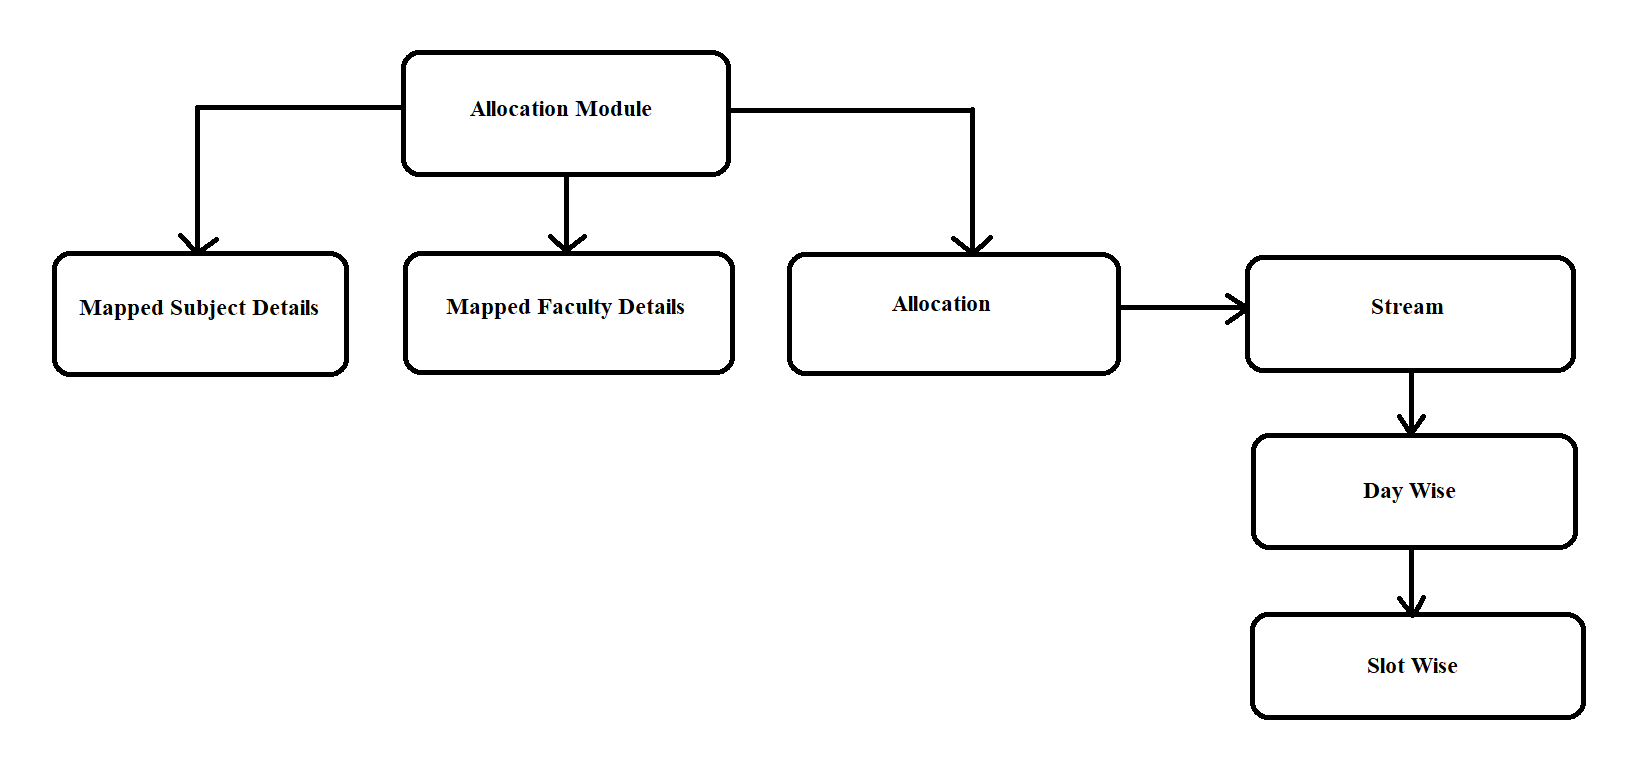 Allocation Module
Mapped Subject Details
Mapped Faculty Details
Allocation
Stream
Day Wise
Slot Wise